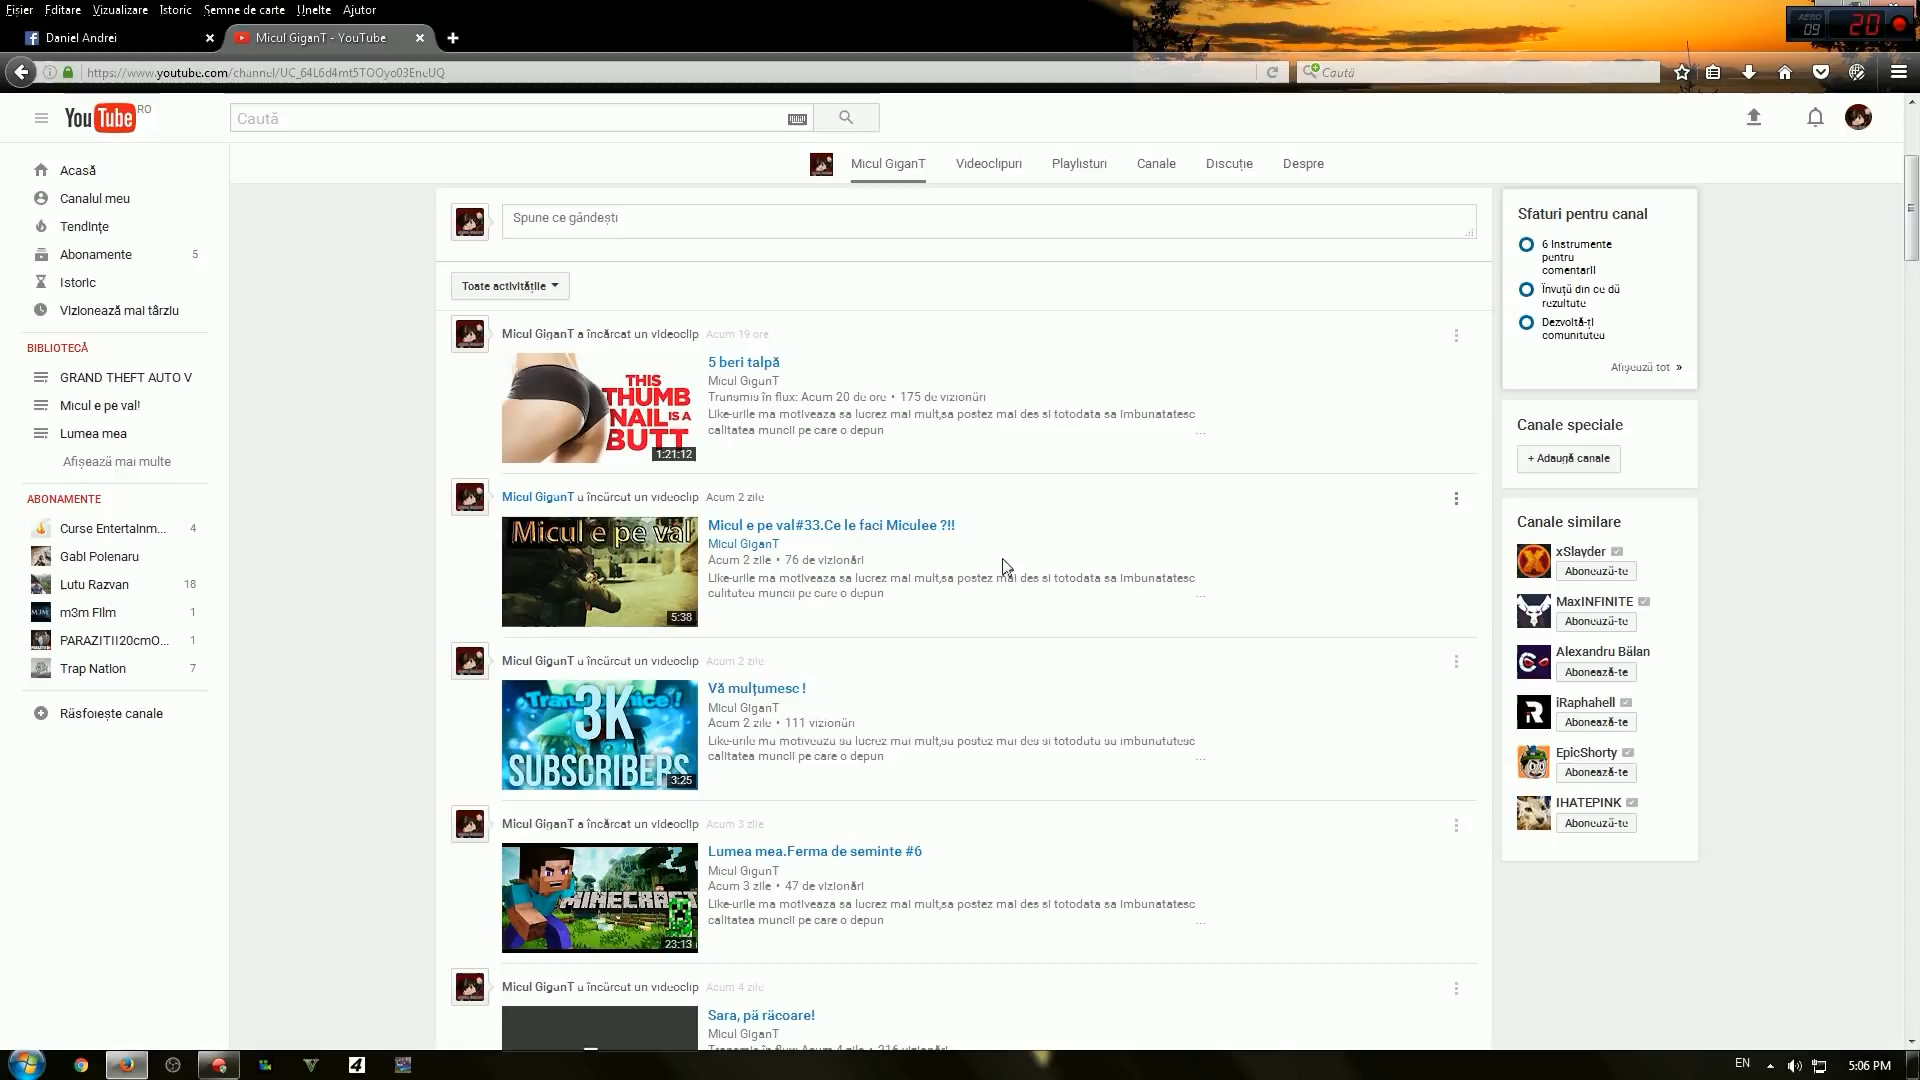 Fișier Editare Vizualizare Istoric Semne de carte Unelte Ajutor
AERO 09 20
Daniel Andrei
Micul GiganT - YouTube
https://www.youtube.com/channel/UC_64L6d4mt5TOOyo03EneUQ
Caută
YouTube RO
Caută
Micul GiganT Videoclipuri Playlisturi Canale Discuție Despre
Acasă
Canalul meu
Tendințe
Abonamente 5
Istoric
Vizionează mai târziu
BIBLIOTECĂ
GRAND THEFT AUTO V
Micul e pe val!
Lumea mea
Afișează mai multe
ABONAMENTE
Curse Entertainm... 4
Gabi Poienaru
Lutu Razvan 18
m3m Film 1
PARAZITII20cmO... 1
Trap Nation 7
Răsfoiește canale
Spune ce gândești
Toate activitățile
Micul GiganT a încărcat un videoclip Acum 19 ore
THIS
THUMB
NAIL IS A
BUTT
1:21:12
5 beri talpă
Micul GiganT
Transmis în flux: Acum 20 de ore • 175 de vizionări
Like-urile ma motiveaza sa lucrez mai mult,sa postez mai des si totodata sa imbunatatesc
calitatea muncii pe care o depun ...
Micul GiganT a încărcat un videoclip Acum 2 zile
Micul e pe val
5:38
Micul e pe val#33.Ce le faci Miculee ?!!
Micul GiganT
Acum 2 zile • 76 de vizionări
Like-urile ma motiveaza sa lucrez mai mult,sa postez mai des si totodata sa imbunatatesc
calitatea muncii pe care o depun ...
Micul GiganT a încărcat un videoclip Acum 2 zile
3K
SUBSCRIBERS
3:25
Vă mulțumesc !
Micul GiganT
Acum 2 zile • 111 vizionări
Like-urile ma motiveaza sa lucrez mai mult,sa postez mai des si totodata sa imbunatatesc
calitatea muncii pe care o depun ...
Micul GiganT a încărcat un videoclip Acum 3 zile
MINECRAFT
23:13
Lumea mea.Ferma de seminte #6
Micul GiganT
Acum 3 zile • 47 de vizionări
Like-urile ma motiveaza sa lucrez mai mult,sa postez mai des si totodata sa imbunatatesc
calitatea muncii pe care o depun ...
Micul GiganT a încărcat un videoclip Acum 4 zile
Sara, pă răcoare!
Micul GiganT
Transmis în flux: Acum 4 zile • 216 vizionări
Sfaturi pentru canal
6 Instrumente
pentru
comentarii
Învață din ce dă
rezultate
Dezvoltă-ți
comunitatea
Afișează tot »
Canale speciale
+ Adaugă canale
Canale similare
xSlayder
Abonează-te
MaxINFINITE
Abonează-te
Alexandru Bălan
Abonează-te
iRaphahell
Abonează-te
EpicShorty
Abonează-te
IHATEPINK
Abonează-te
EN 5:06 PM